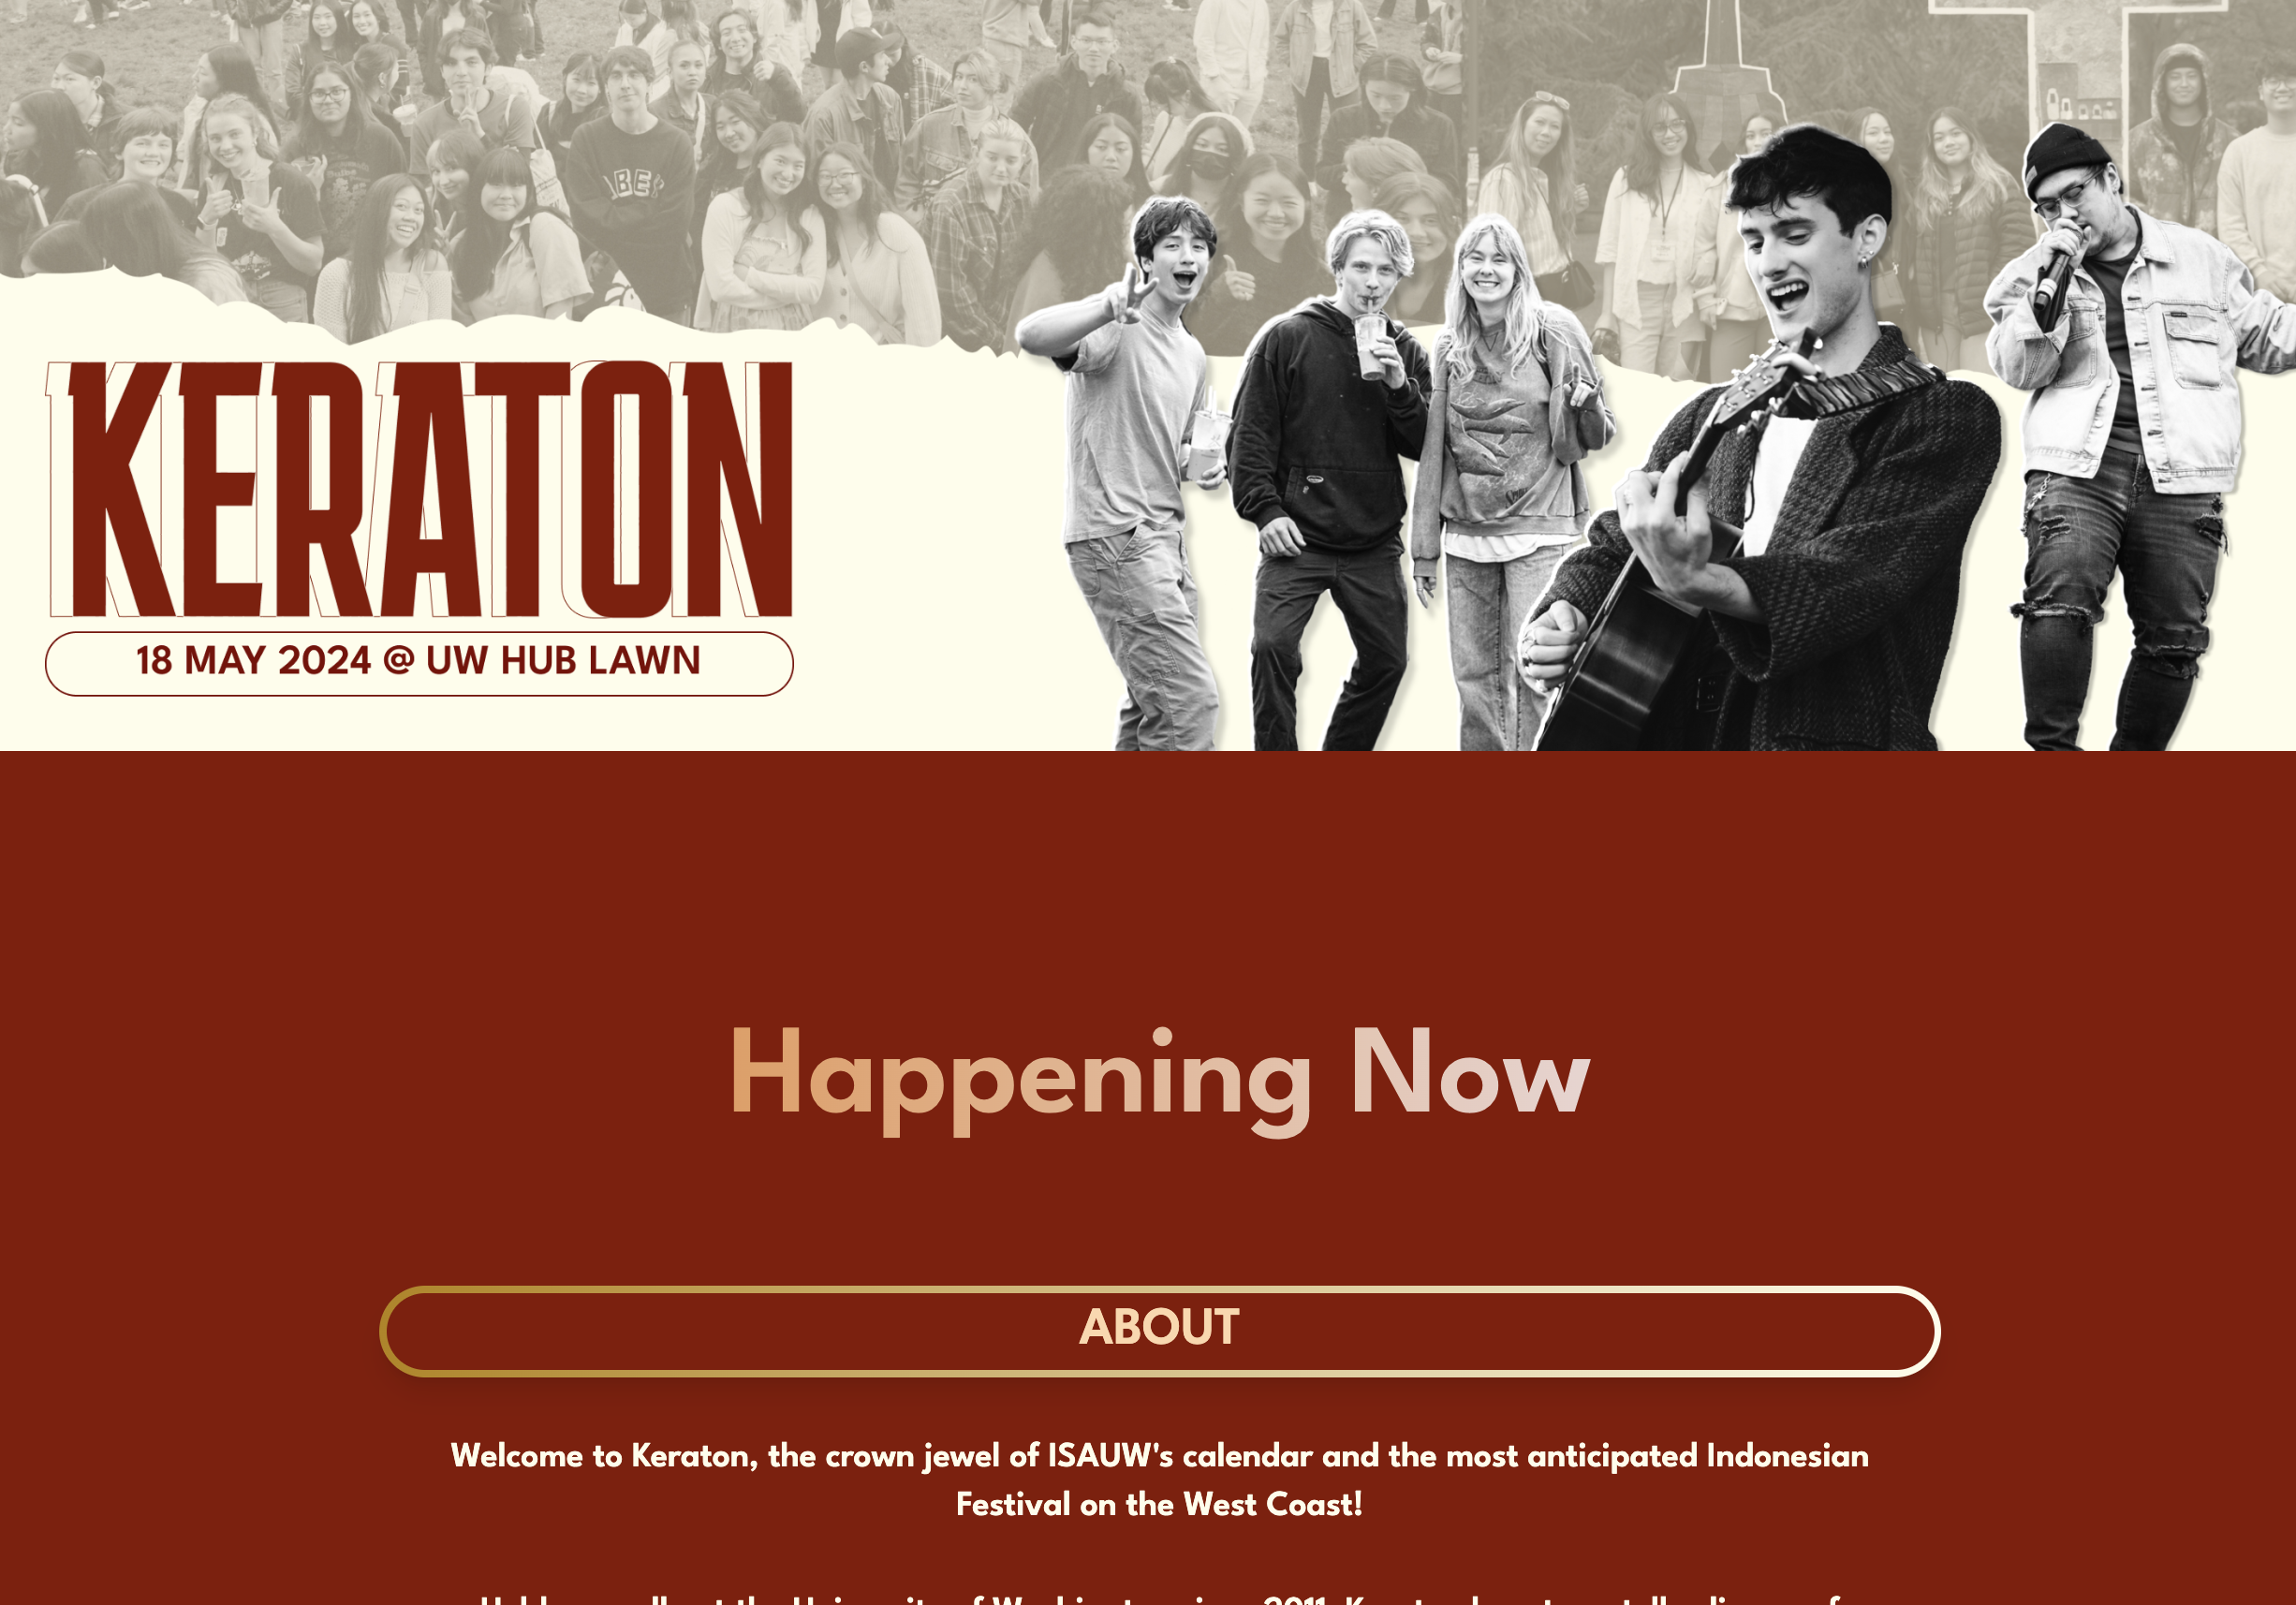 KERATON
18 MAY 2024 @ UW HUB LAWN
Happening Now
ABOUT
Welcome to Keraton, the crown jewel of ISAUW's calendar and the most anticipated Indonesian
Festival on the West Coast!